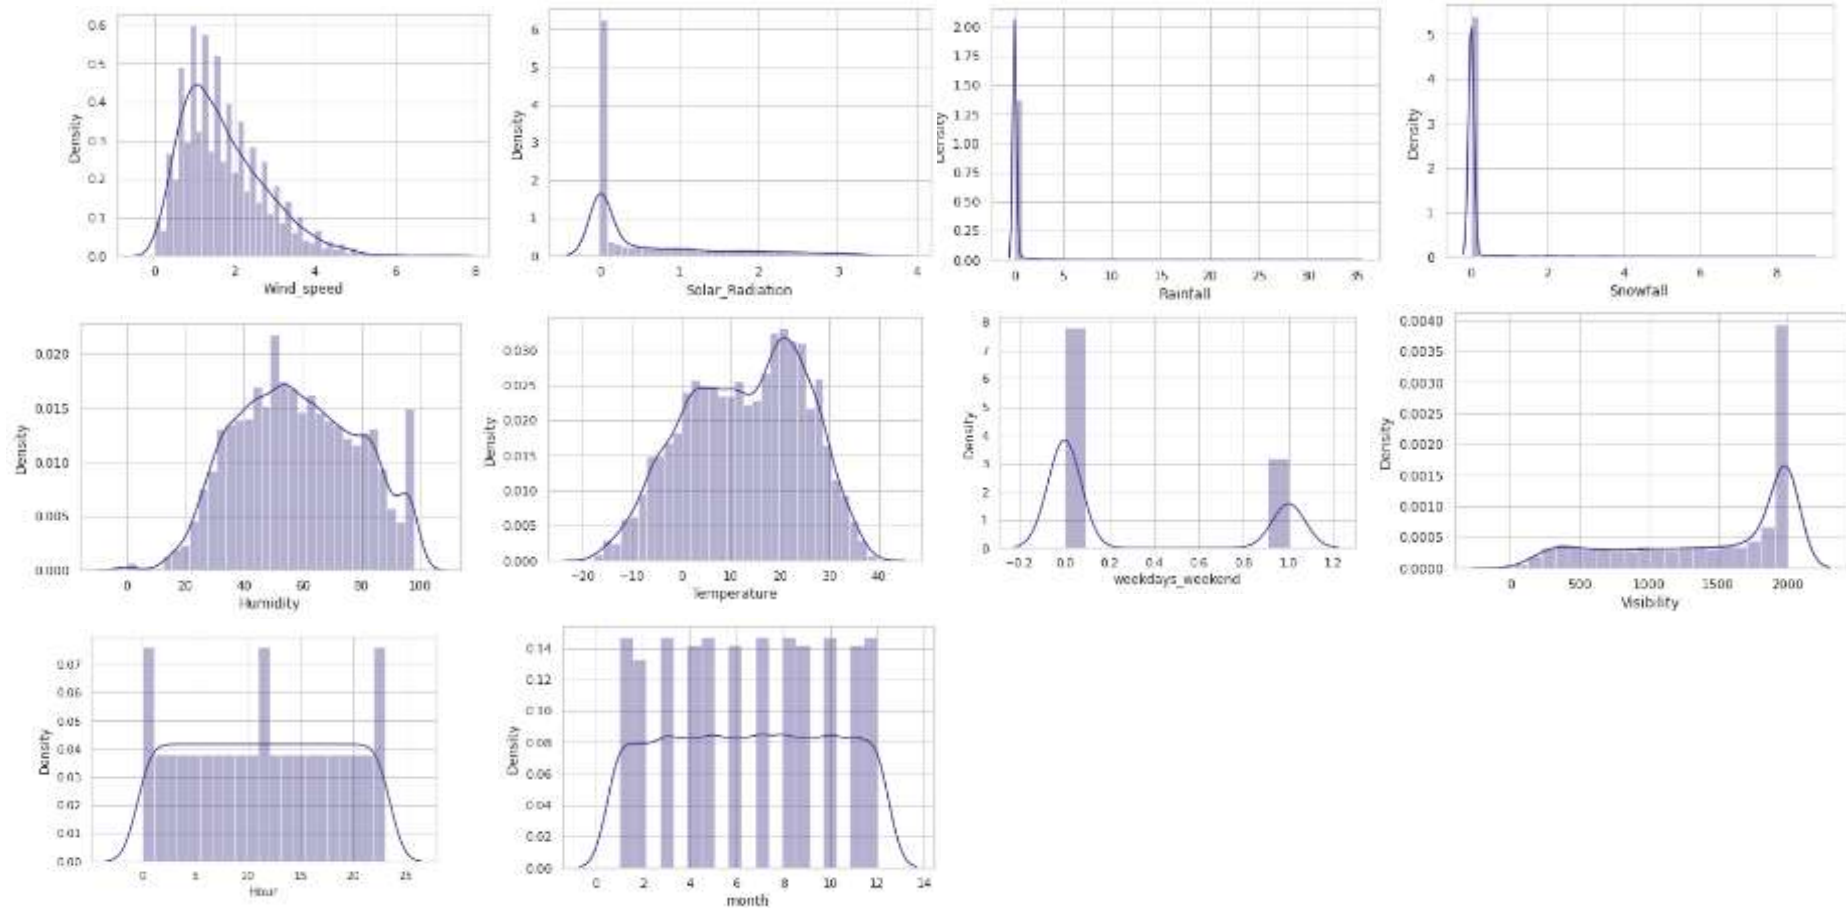 0.6
0.5
0.4
0.3
0.2
0.1
0.0
Density
0 2 4 6 8
Wind_speed
6
5
4
3
2
1
0
Density
0 1 2 3 4
Solar_Radiation
2.00
1.75
1.50
1.25
1.00
0.75
0.50
0.25
0.00
Density
0 5 10 15 20 25 30 35
Rainfall
5
4
3
2
1
0
Density
0 2 4 6 8
Snowfall
0.020
0.015
0.010
0.005
0.000
Density
0 20 40 60 80 100
Humidity
0.030
0.025
0.020
0.015
0.010
0.005
0.000
Density
−20 −10 0 10 20 30 40
Temperature
8
7
6
5
4
3
2
1
0
Density
−0.2 0.0 0.2 0.4 0.6 0.8 1.0 1.2
weekdays_weekend
0.0040
0.0035
0.0030
0.0025
0.0020
0.0015
0.0010
0.0005
0.0000
Density
0 500 1000 1500 2000
Visibility
0.07
0.06
0.05
0.04
0.03
0.02
0.01
0.00
Density
0 5 10 15 20 25
Hour
0.14
0.12
0.10
0.08
0.06
0.04
0.02
0.00
Density
0 2 4 6 8 10 12 14
month